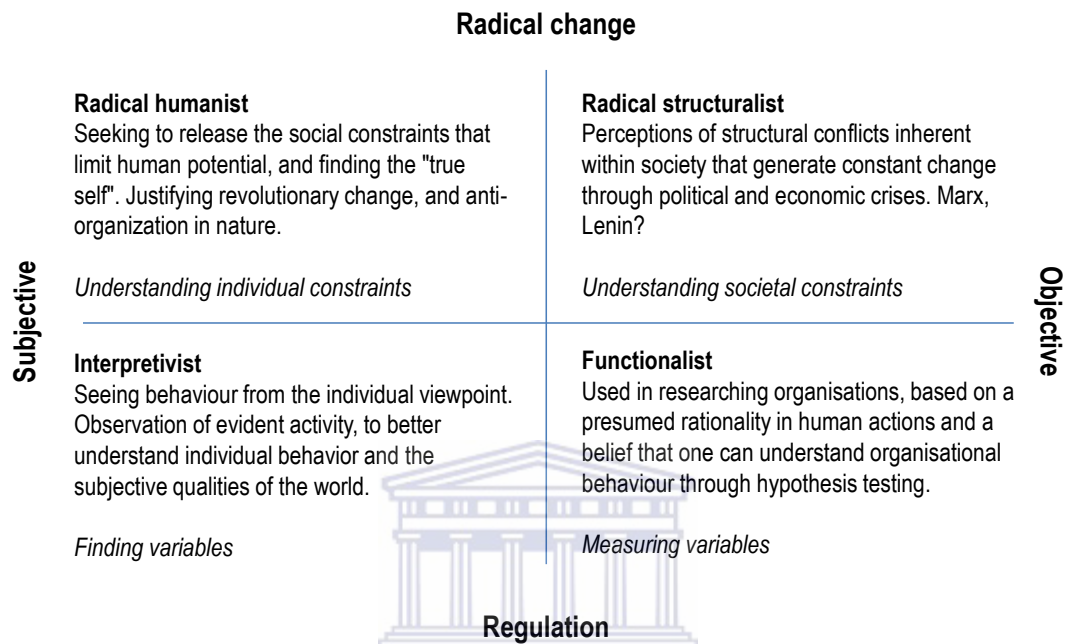 Radical change
Radical humanist
Seeking to release the social constraints that
limit human potential, and finding the "true
self". Justifying revolutionary change, and anti-
organization in nature.
Understanding individual constraints
Radical structuralist
Perceptions of structural conflicts inherent
within society that generate constant change
through political and economic crises. Marx,
Lenin?
Understanding societal constraints
Subjective
Objective
Interpretivist
Seeing behaviour from the individual viewpoint.
Observation of evident activity, to better
understand individual behavior and the
subjective qualities of the world.
Finding variables
Functionalist
Used in researching organisations, based on a
presumed rationality in human actions and a
belief that one can understand organisational
behaviour through hypothesis testing.
Measuring variables
Regulation